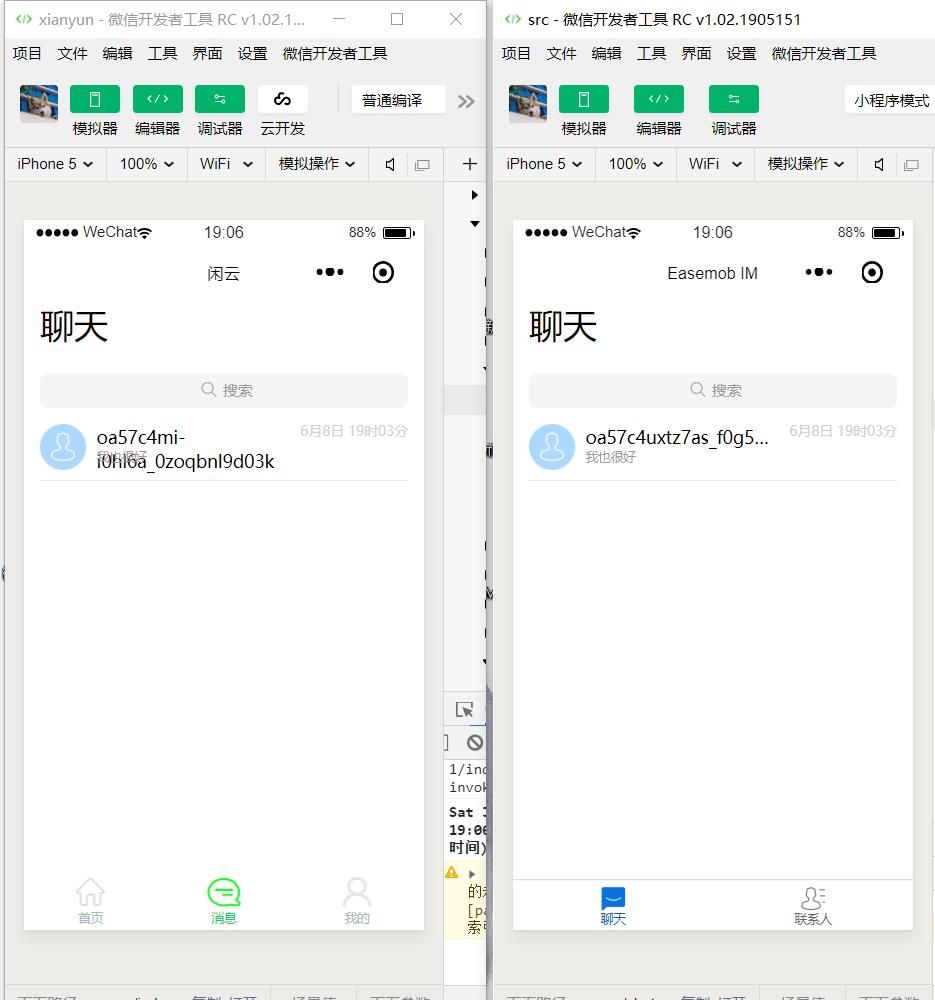 xianyun - 微信开发者工具 RC v1.02.1...
项目 文件 编辑 工具 界面 设置 微信开发者工具
普通编译
模拟器 编辑器 调试器 云开发
iPhone 5 100% WiFi 模拟操作
WeChat 19:06 88%
闲云
聊天
搜索
oa57c4mi-
6月8日 19时03分
i0hl6a_0zoqbnl9d03k
我也很好
1/ind
invok
Sat
19:06
时间)
首页 消息 我的
src - 微信开发者工具 RC v1.02.1905151
项目 文件 编辑 工具 界面 设置 微信开发者工具
小程序模式
模拟器 编辑器 调试器
iPhone 5 100% WiFi 模拟操作
WeChat 19:06 88%
Easemob IM
聊天
搜索
oa57c4uxtz7as_f0g5...
6月8日 19时03分
我也很好
聊天 联系人